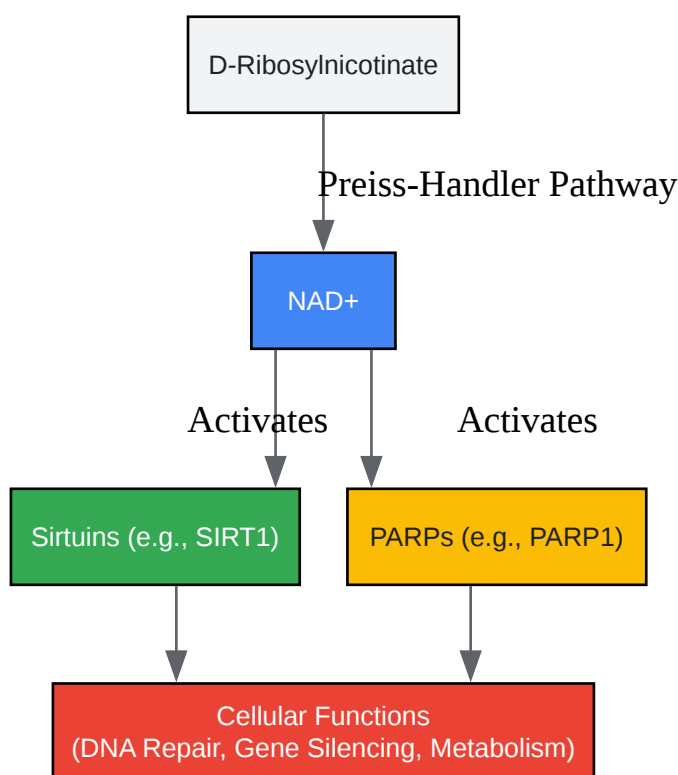 D-Ribosylnicotinate
Preiss-Handler Pathway
NAD+
Activates
Activates
Sirtuins (e.g., SIRT1)
PARPs (e.g., PARP1)
Cellular Functions
(DNA Repair, Gene Silencing, Metabolism)